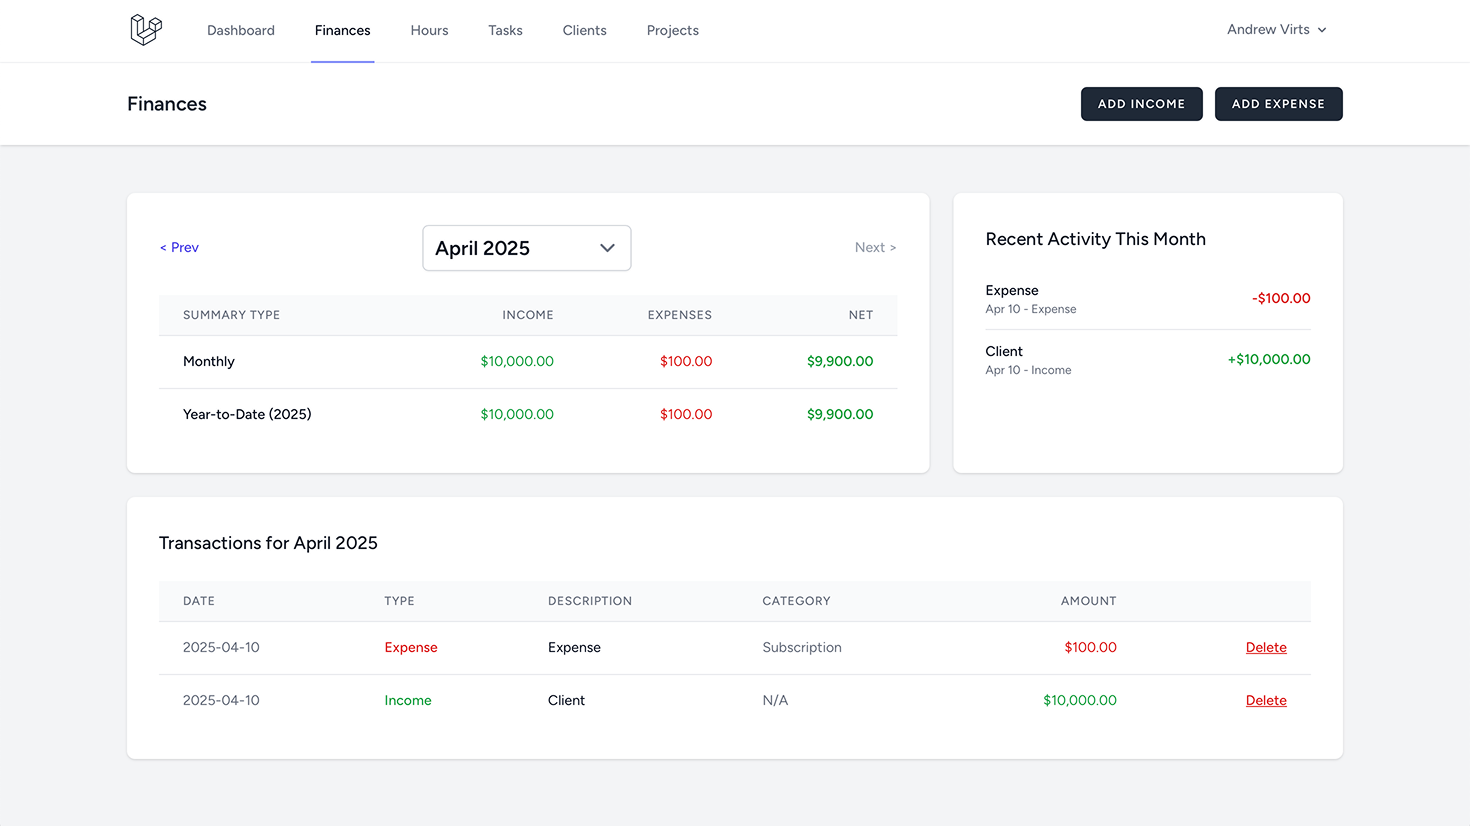 Dashboard Finances Hours Tasks Clients Projects Andrew Virts
Finances ADD INCOME ADD EXPENSE
< Prev April 2025 Next >
SUMMARY TYPE INCOME EXPENSES NET
Monthly $10,000.00 $100.00 $9,900.00
Year-to-Date (2025) $10,000.00 $100.00 $9,900.00
Recent Activity This Month
Expense -$100.00
Apr 10 - Expense
Client +$10,000.00
Apr 10 - Income
Transactions for April 2025
DATE TYPE DESCRIPTION CATEGORY AMOUNT
2025-04-10 Expense Expense Subscription $100.00 Delete
2025-04-10 Income Client N/A $10,000.00 Delete